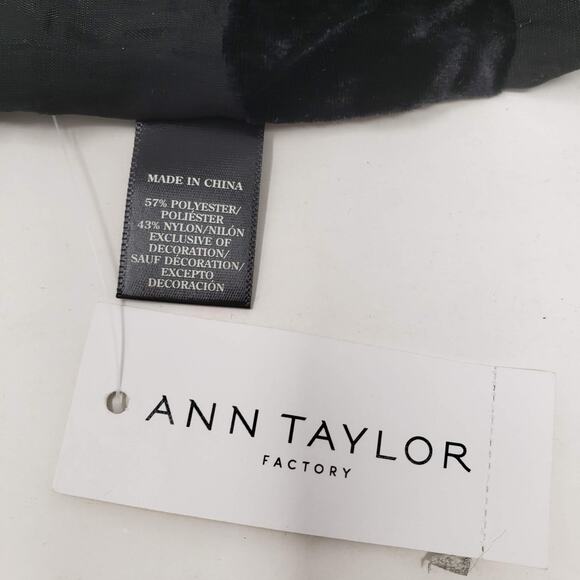 MADE IN CHINA
57% POLYESTER/
POLIÉSTER
43% NYLON/NILÓN
EXCLUSIVE OF
DECORATION/
SAUF DÉCORATION/
EXCEPTO
DECORACIÓN
ANN TAYLOR
FACTORY